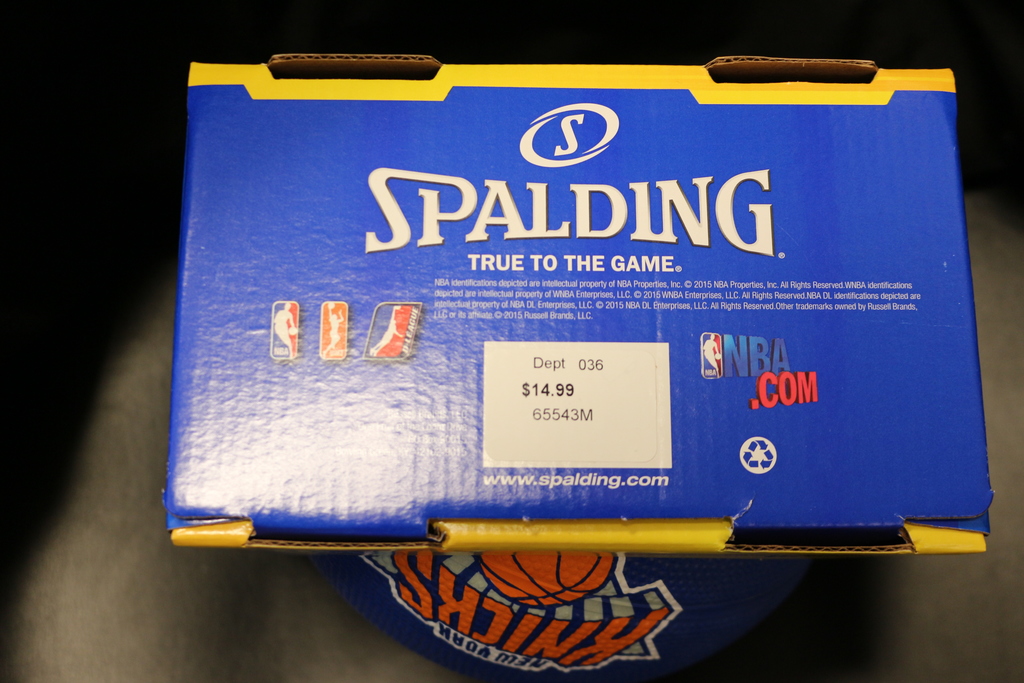 S
SPALDING®
TRUE TO THE GAME®
NBA identifications depicted are intellectual property of NBA Properties, Inc. © 2015 NBA Properties, Inc. All Rights Reserved.WNBA identifications
depicted are intellectual property of WNBA Enterprises, LLC. © 2015 WNBA Enterprises, LLC. All Rights Reserved.NBA DL identifications depicted are
intellectual property of NBA DL Enterprises, LLC. © 2015 NBA DL Enterprises, LLC. All Rights Reserved.Other trademarks owned by Russell Brands,
LLC or its affiliate.© 2015 Russell Brands, LLC.
NBA
NBA
NBA
.COM
Dept 036
$14.99
65543M
www.spalding.com
KNICKS
NEW YORK